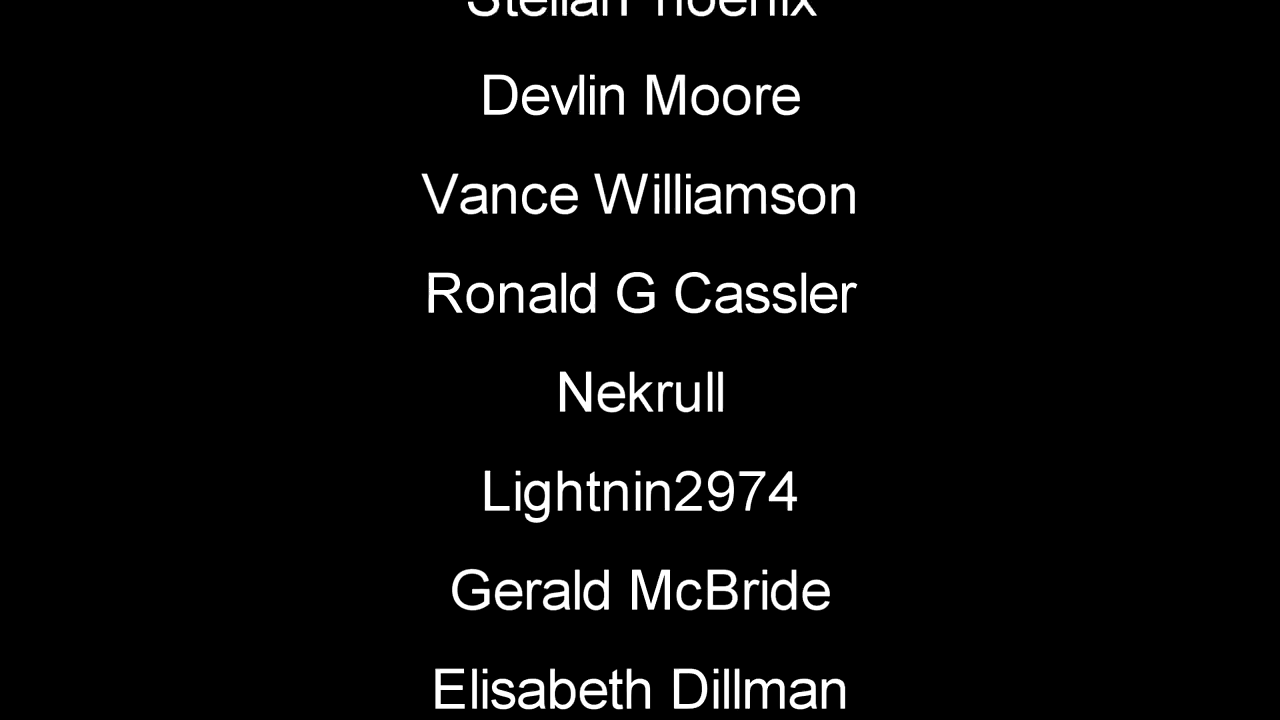 Devlin Moore
Vance Williamson
Ronald G Cassler
Nekrull
Lightnin2974
Gerald McBride
Elisabeth Dillman